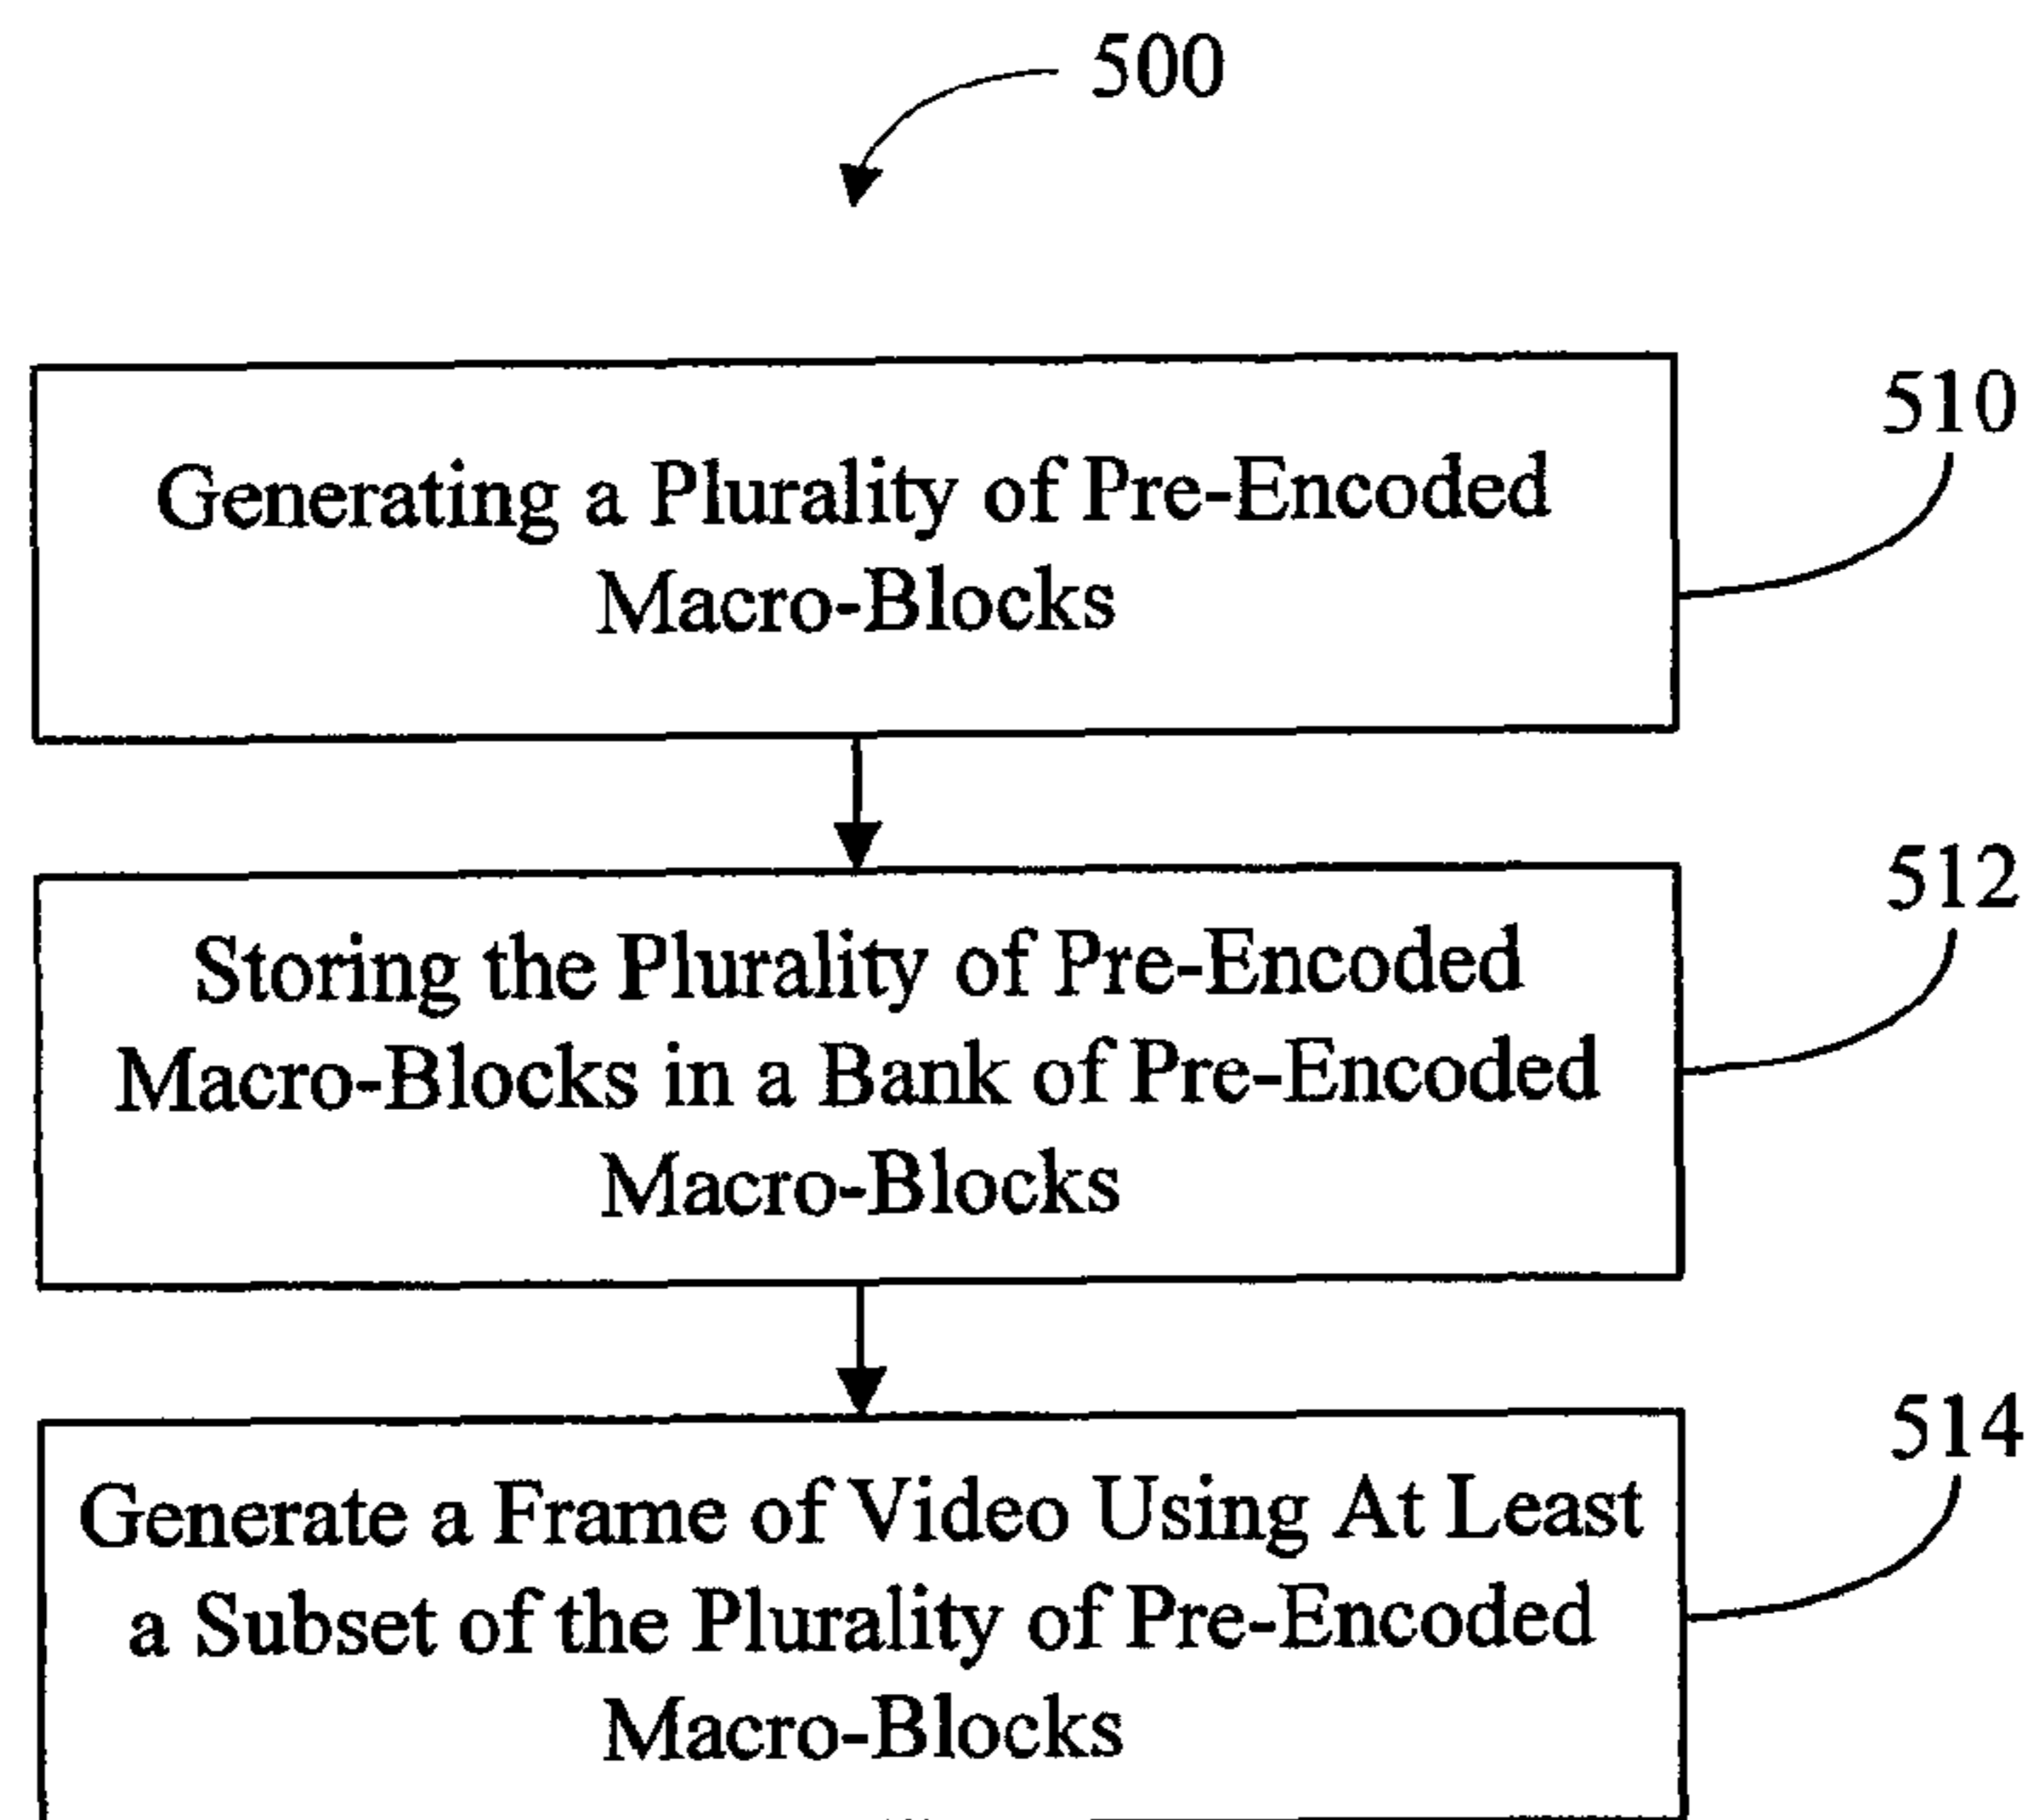 500
510
Generating a Plurality of Pre-Encoded
Macro-Blocks
512
Storing the Plurality of Pre-Encoded
Macro-Blocks in a Bank of Pre-Encoded
Macro-Blocks
514
Generate a Frame of Video Using At Least
a Subset of the Plurality of Pre-Encoded
Macro-Blocks